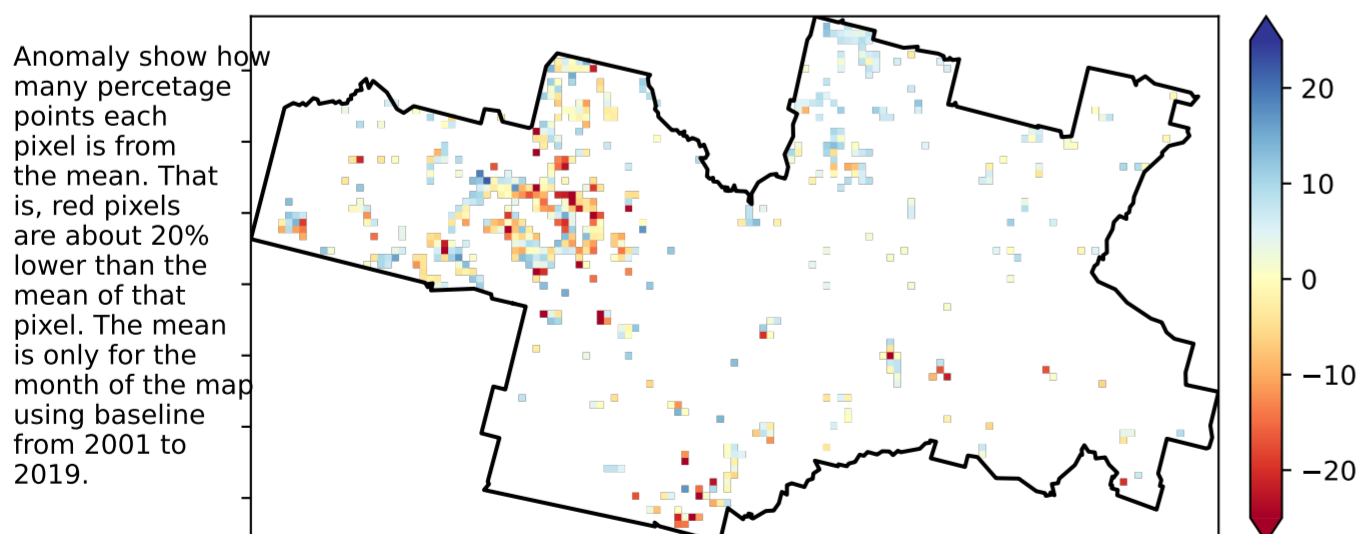 Anomaly show how
many percetage
points each
pixel is from
the mean. That
is, red pixels
are about 20%
lower than the
mean of that
pixel. The mean
is only for the
month of the map
using baseline
from 2001 to
2019.
20
10
0
−10
−20